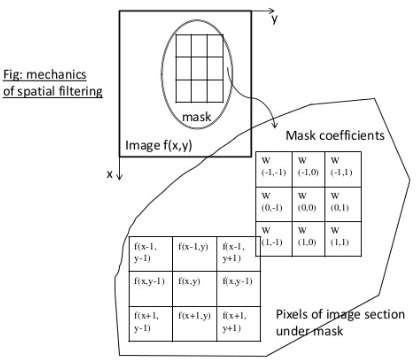 y
Fig: mechanics
of spatial filtering
mask
Image f(x,y)
x
Mask coefficients
W W W
(-1,-1) (-1,0) (-1,1)
W W W
(0,-1) (0,0) (0,1)
W W W
(1,-1) (1,0) (1,1)
f(x-1, f(x-1,y) f(x-1,
y-1) y+1)
f(x,y-1) f(x,y) f(x,y-1)
f(x+1, f(x+1,y) f(x+1,
y-1) y+1)
Pixels of image section
under mask